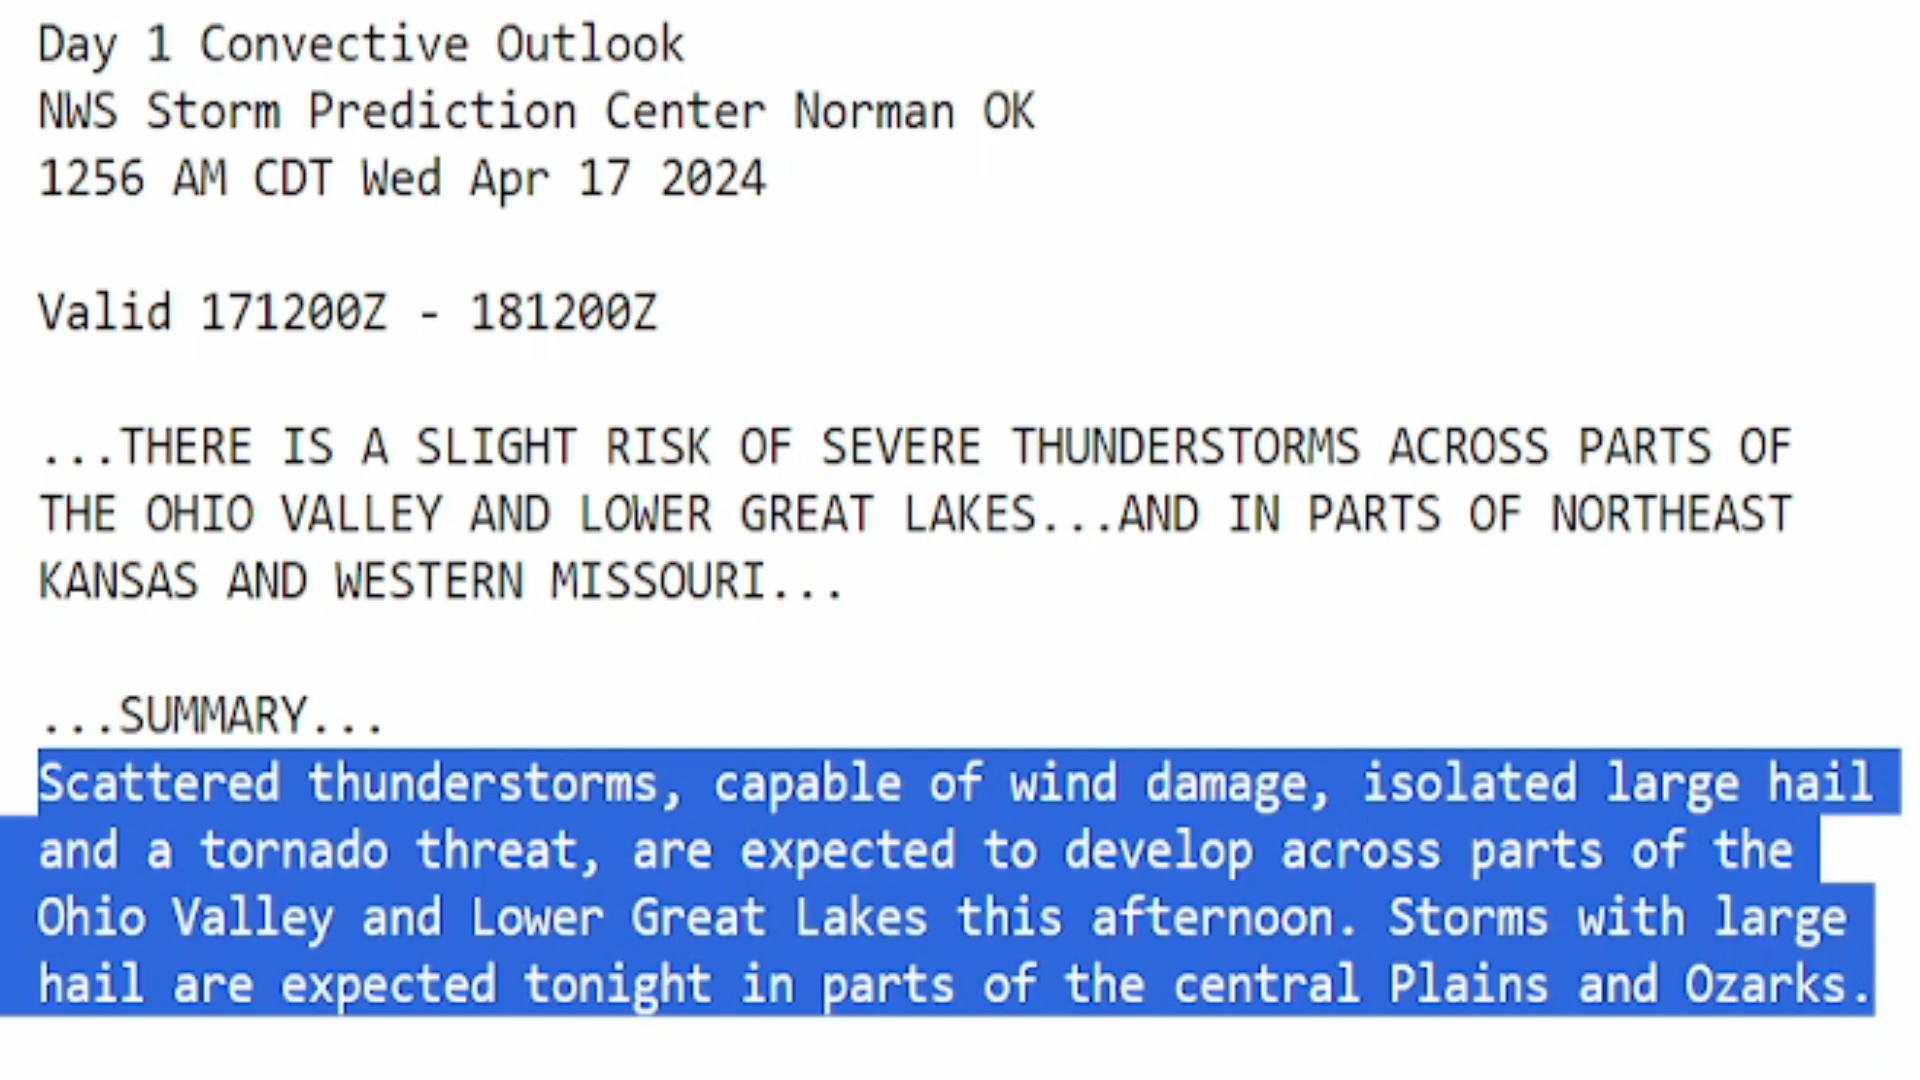 Day 1 Convective Outlook
NWS Storm Prediction Center Norman OK
1256 AM CDT Wed Apr 17 2024
Valid 171200Z - 181200Z
...THERE IS A SLIGHT RISK OF SEVERE THUNDERSTORMS ACROSS PARTS OF
THE OHIO VALLEY AND LOWER GREAT LAKES...AND IN PARTS OF NORTHEAST
KANSAS AND WESTERN MISSOURI...
...SUMMARY...
Scattered thunderstorms, capable of wind damage, isolated large hail
and a tornado threat, are expected to develop across parts of the
Ohio Valley and Lower Great Lakes this afternoon. Storms with large
hail are expected tonight in parts of the central Plains and Ozarks.